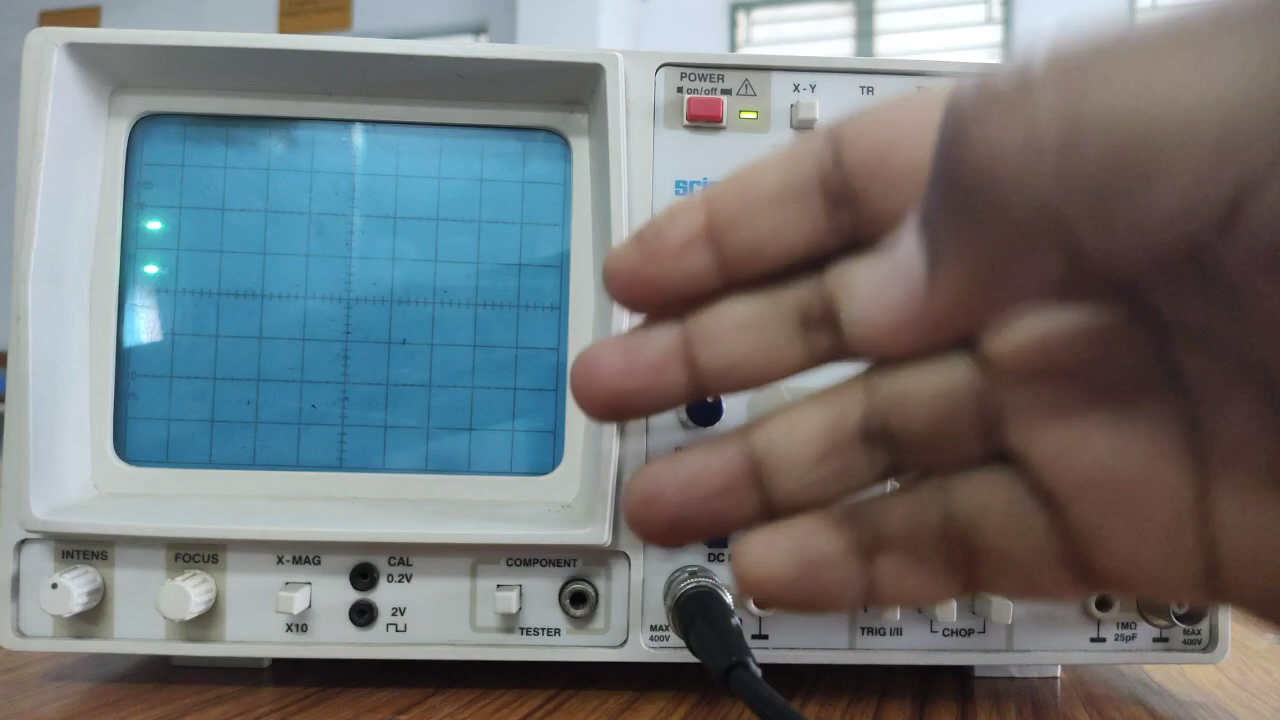 POWER
on/off
X-Y
TR
INTENS
FOCUS
X-MAG
X10
CAL
0.2V
2V
COMPONENT
TESTER
DC
MAX
400V
TRIG I/II
CHOP
1MΩ
25pF
MAX
400V